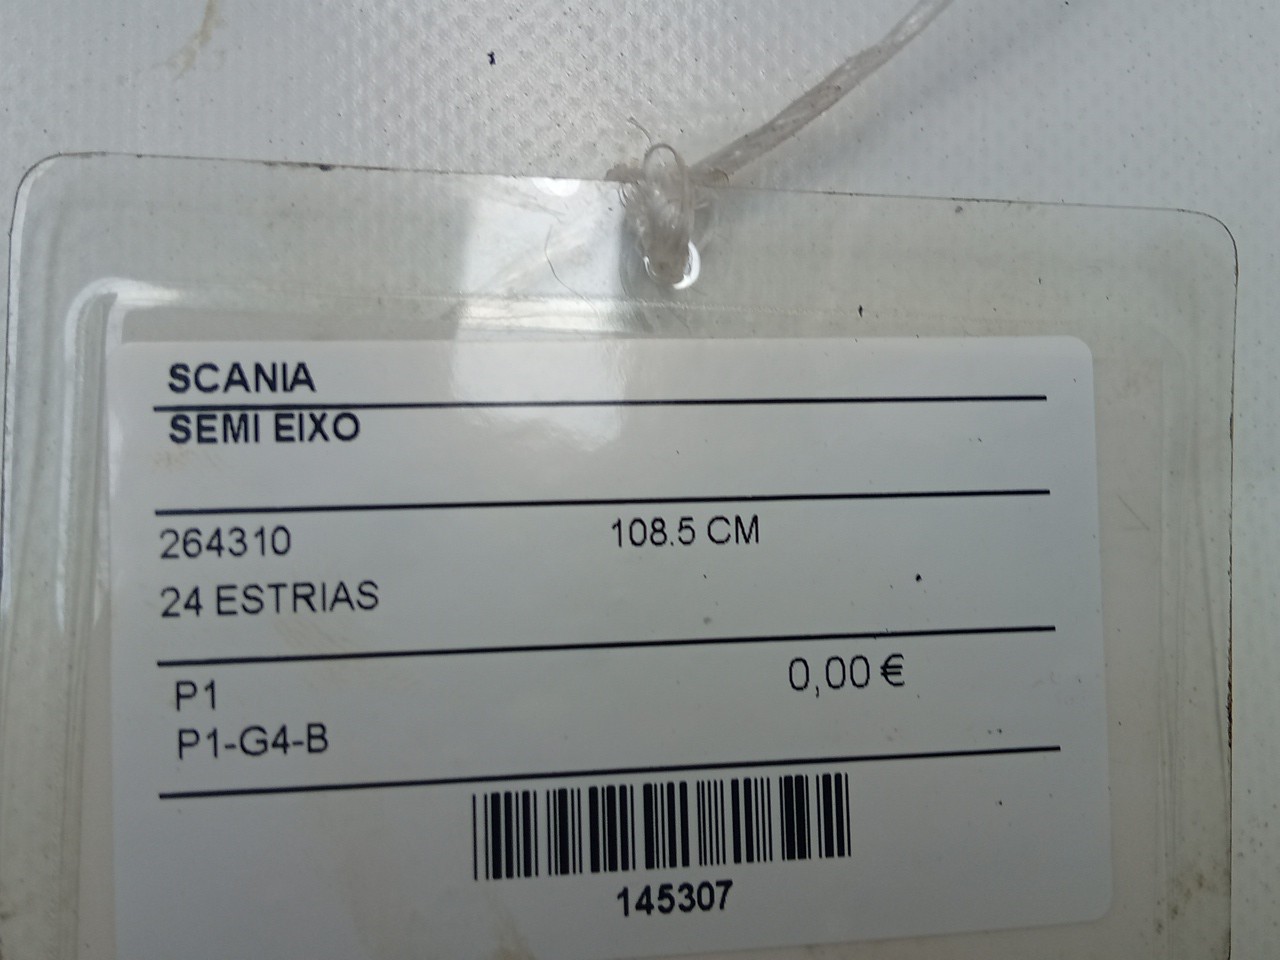 SCANIA
SEMI EIXO
264310 108.5 CM
24 ESTRIAS
P1 0,00 €
P1-G4-B
145307